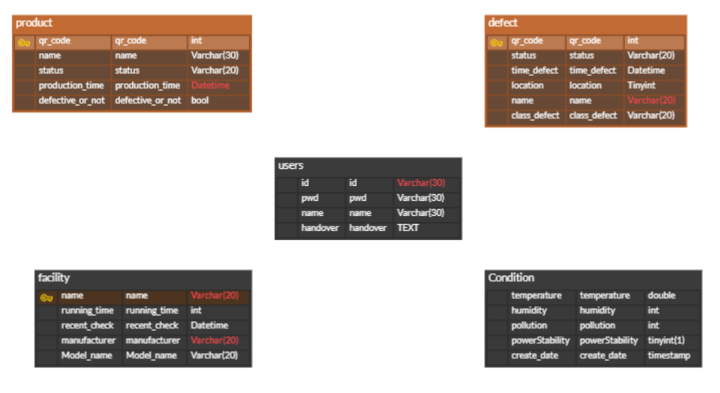 product
qr_code qr_code int
name name Varchar(30)
status status Varchar(20)
production_time production_time Datetime
defective_or_not defective_or_not bool
defect
qr_code qr_code int
status status Varchar(20)
time_defect time_defect Datetime
location location Tinyint
name name Varchar(20)
class_defect class_defect Varchar(20)
users
id id Varchar(30)
pwd pwd Varchar(30)
name name Varchar(30)
handover handover TEXT
facility
name name Varchar(20)
running_time running_time int
recent_check recent_check Datetime
manufacturer manufacturer Varchar(20)
Model_name Model_name Varchar(20)
Condition
temperature temperature double
humidity humidity int
pollution pollution int
powerStability powerStability tinyint(1)
create_date create_date timestamp